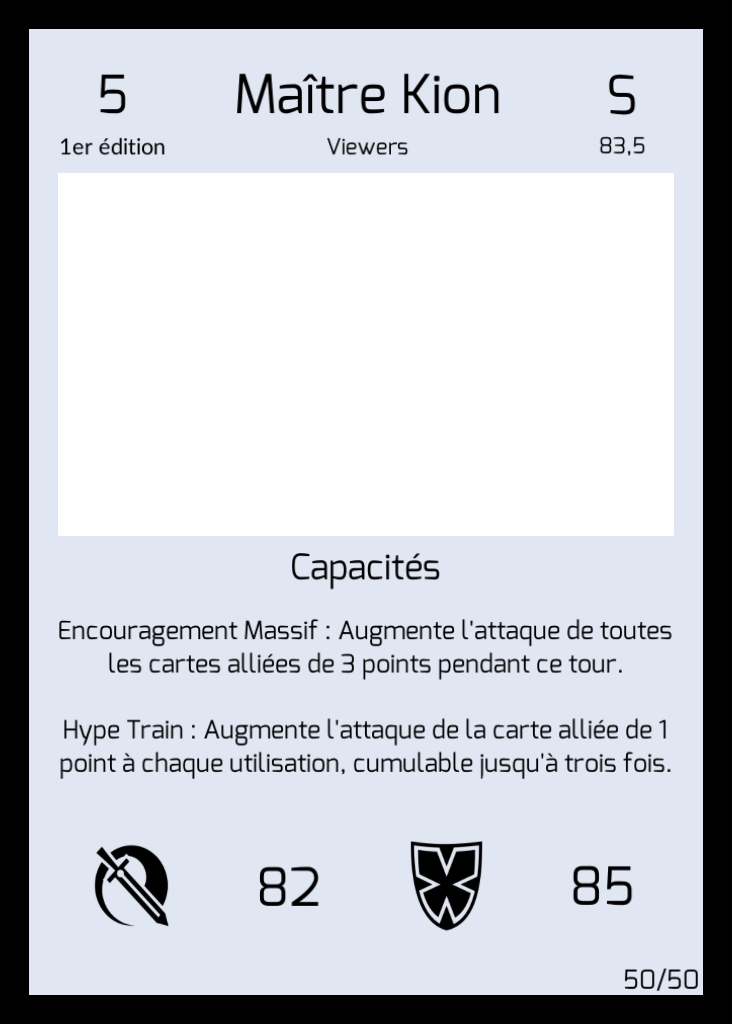 5 Maître Kion S
1er édition Viewers 83,5
Capacités
Encouragement Massif : Augmente l'attaque de toutes
les cartes alliées de 3 points pendant ce tour.
Hype Train : Augmente l'attaque de la carte alliée de 1
point à chaque utilisation, cumulable jusqu'à trois fois.
82 85
50/50